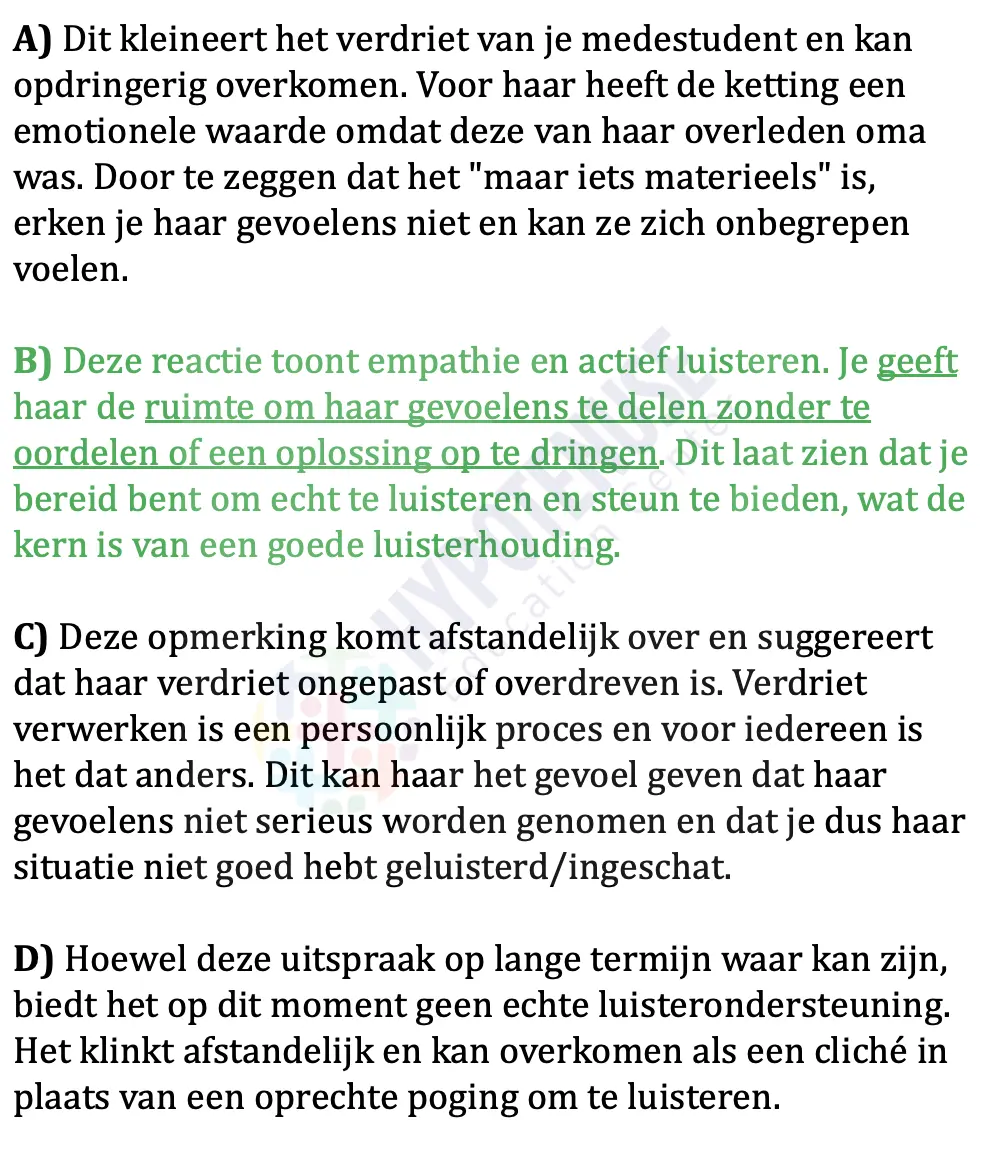 A) Dit kleineert het verdriet van je medestudent en kan
opdringerig overkomen. Voor haar heeft de ketting een
emotionele waarde omdat deze van haar overleden oma
was. Door te zeggen dat het "maar iets materieels" is,
erken je haar gevoelens niet en kan ze zich onbegrepen
voelen.
B) Deze reactie toont empathie en actief luisteren. Je geeft
haar de ruimte om haar gevoelens te delen zonder te
oordelen of een oplossing op te dringen. Dit laat zien dat je
bereid bent om echt te luisteren en steun te bieden, wat de
kern is van een goede luisterhouding.
C) Deze opmerking komt afstandelijk over en suggereert
dat haar verdriet ongepast of overdreven is. Verdriet
verwerken is een persoonlijk proces en voor iedereen is
het dat anders. Dit kan haar het gevoel geven dat haar
gevoelens niet serieus worden genomen en dat je dus haar
situatie niet goed hebt geluisterd/ingeschat.
D) Hoewel deze uitspraak op lange termijn waar kan zijn,
biedt het op dit moment geen echte luisterondersteuning.
Het klinkt afstandelijk en kan overkomen als een cliché in
plaats van een oprechte poging om te luisteren.
HYPOTENUSE
Education Center